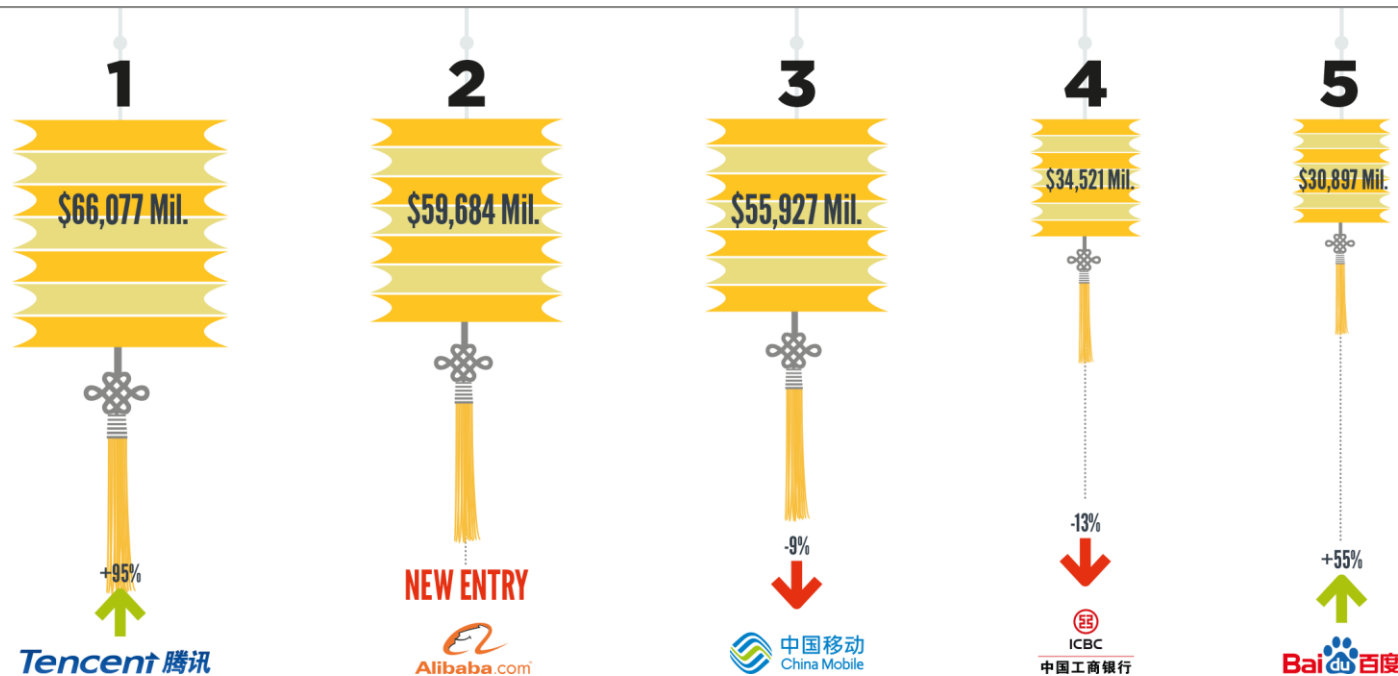 1
2
3
4
5
$66,077 Mil.
$59,684 Mil.
$55,927 Mil.
$34,521 Mil.
$30,897 Mil.
+95%
NEW ENTRY
-9%
-13%
+55%
Tencent 腾讯
Alibaba.com
中国移动
China Mobile
ICBC
中国工商银行
Bai du 百度